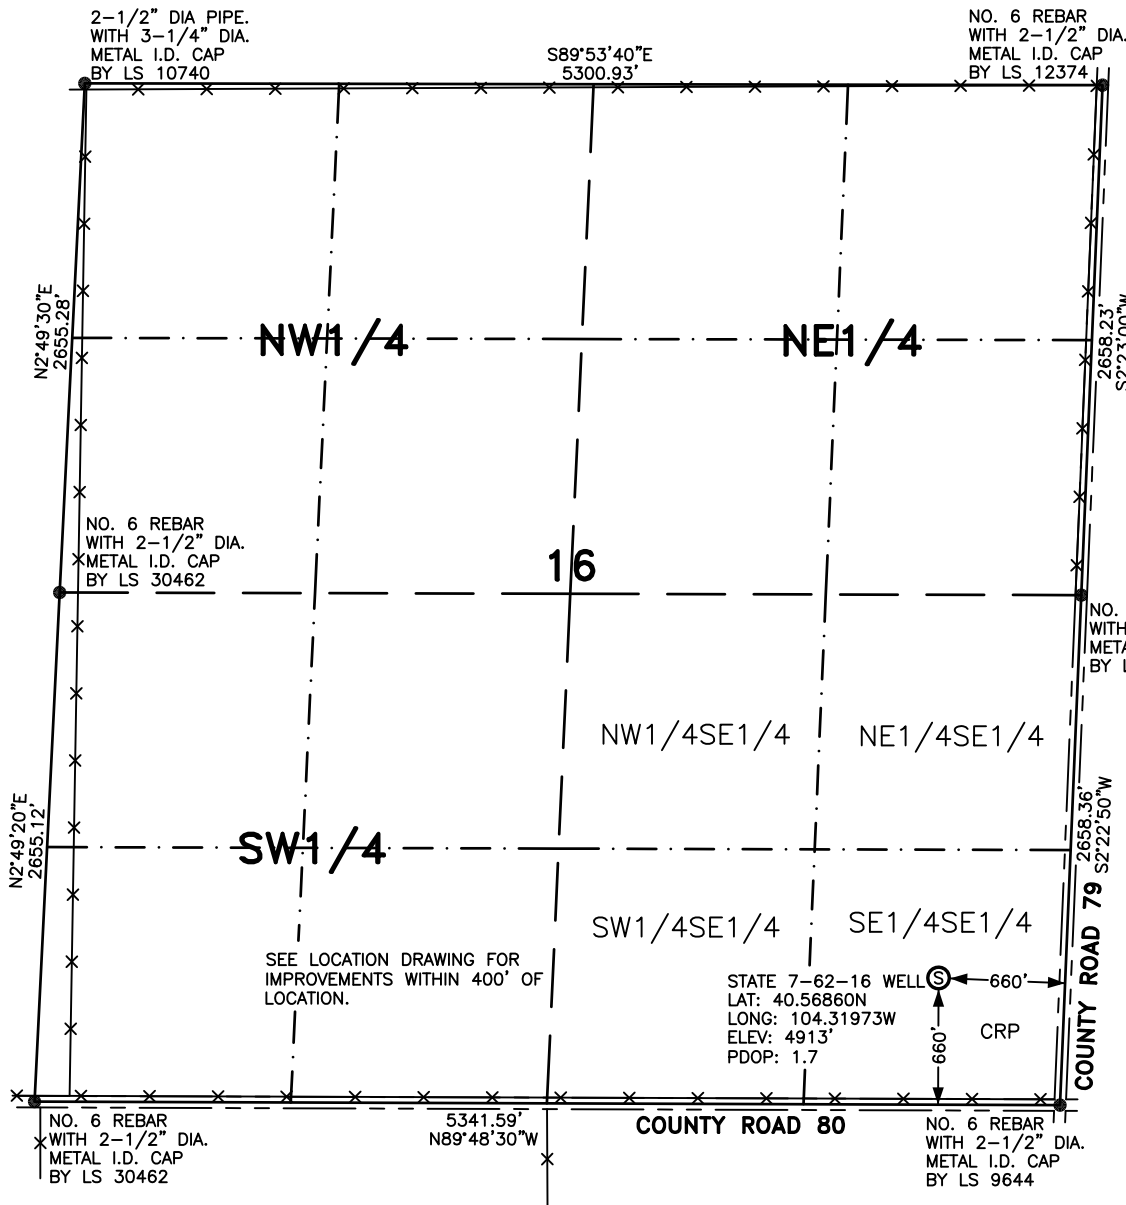 2-1/2" DIA PIPE.
WITH 3-1/4" DIA.
METAL I.D. CAP
BY LS 10740
S89°53'40"E
5300.93'
NO. 6 REBAR
WITH 2-1/2" DIA.
METAL I.D. CAP
BY LS 12374
N2°49'30"E
2655.28'
NW1/4
NE1/4
2658.23'
S2°23'00"W
NO. 6 REBAR
WITH 2-1/2" DIA.
METAL I.D. CAP
BY LS 30462
16
NO.
WITH
META
BY L
NW1/4SE1/4
NE1/4SE1/4
N2°49'20"E
2655.12'
SW1/4
2658.36'
S2°22'50"W
SW1/4SE1/4
SE1/4SE1/4
COUNTY ROAD 79
SEE LOCATION DRAWING FOR
IMPROVEMENTS WITHIN 400' OF
LOCATION.
STATE 7-62-16 WELL S 660'
LAT: 40.56860N
LONG: 104.31973W
ELEV: 4913'
PDOP: 1.7
660'
CRP
NO. 6 REBAR
WITH 2-1/2" DIA.
METAL I.D. CAP
BY LS 30462
5341.59'
N89°48'30"W
COUNTY ROAD 80
NO. 6 REBAR
WITH 2-1/2" DIA.
METAL I.D. CAP
BY LS 9644